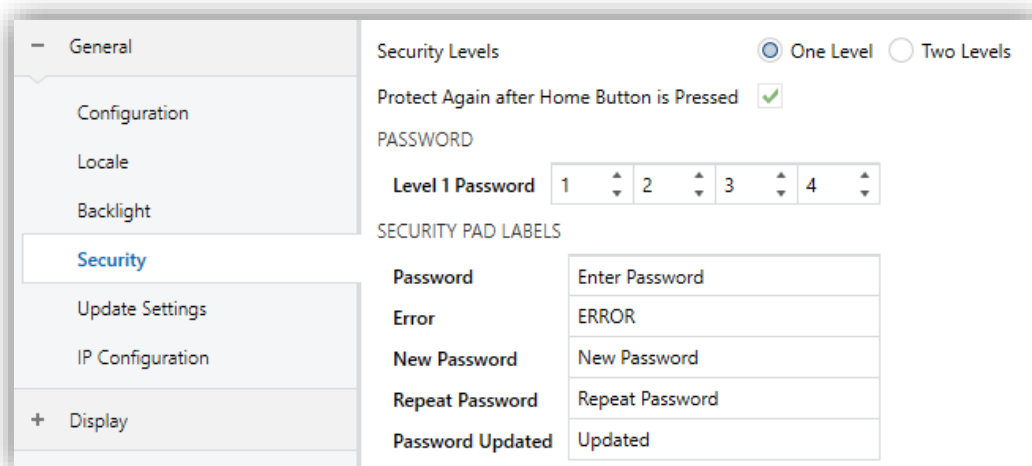 General
Configuration
Locale
Backlight
Security
Update Settings
IP Configuration
Display
Security Levels One Level Two Levels
Protect Again after Home Button is Pressed
PASSWORD
Level 1 Password 1 2 3 4
SECURITY PAD LABELS
Password Enter Password
Error ERROR
New Password New Password
Repeat Password Repeat Password
Password Updated Updated